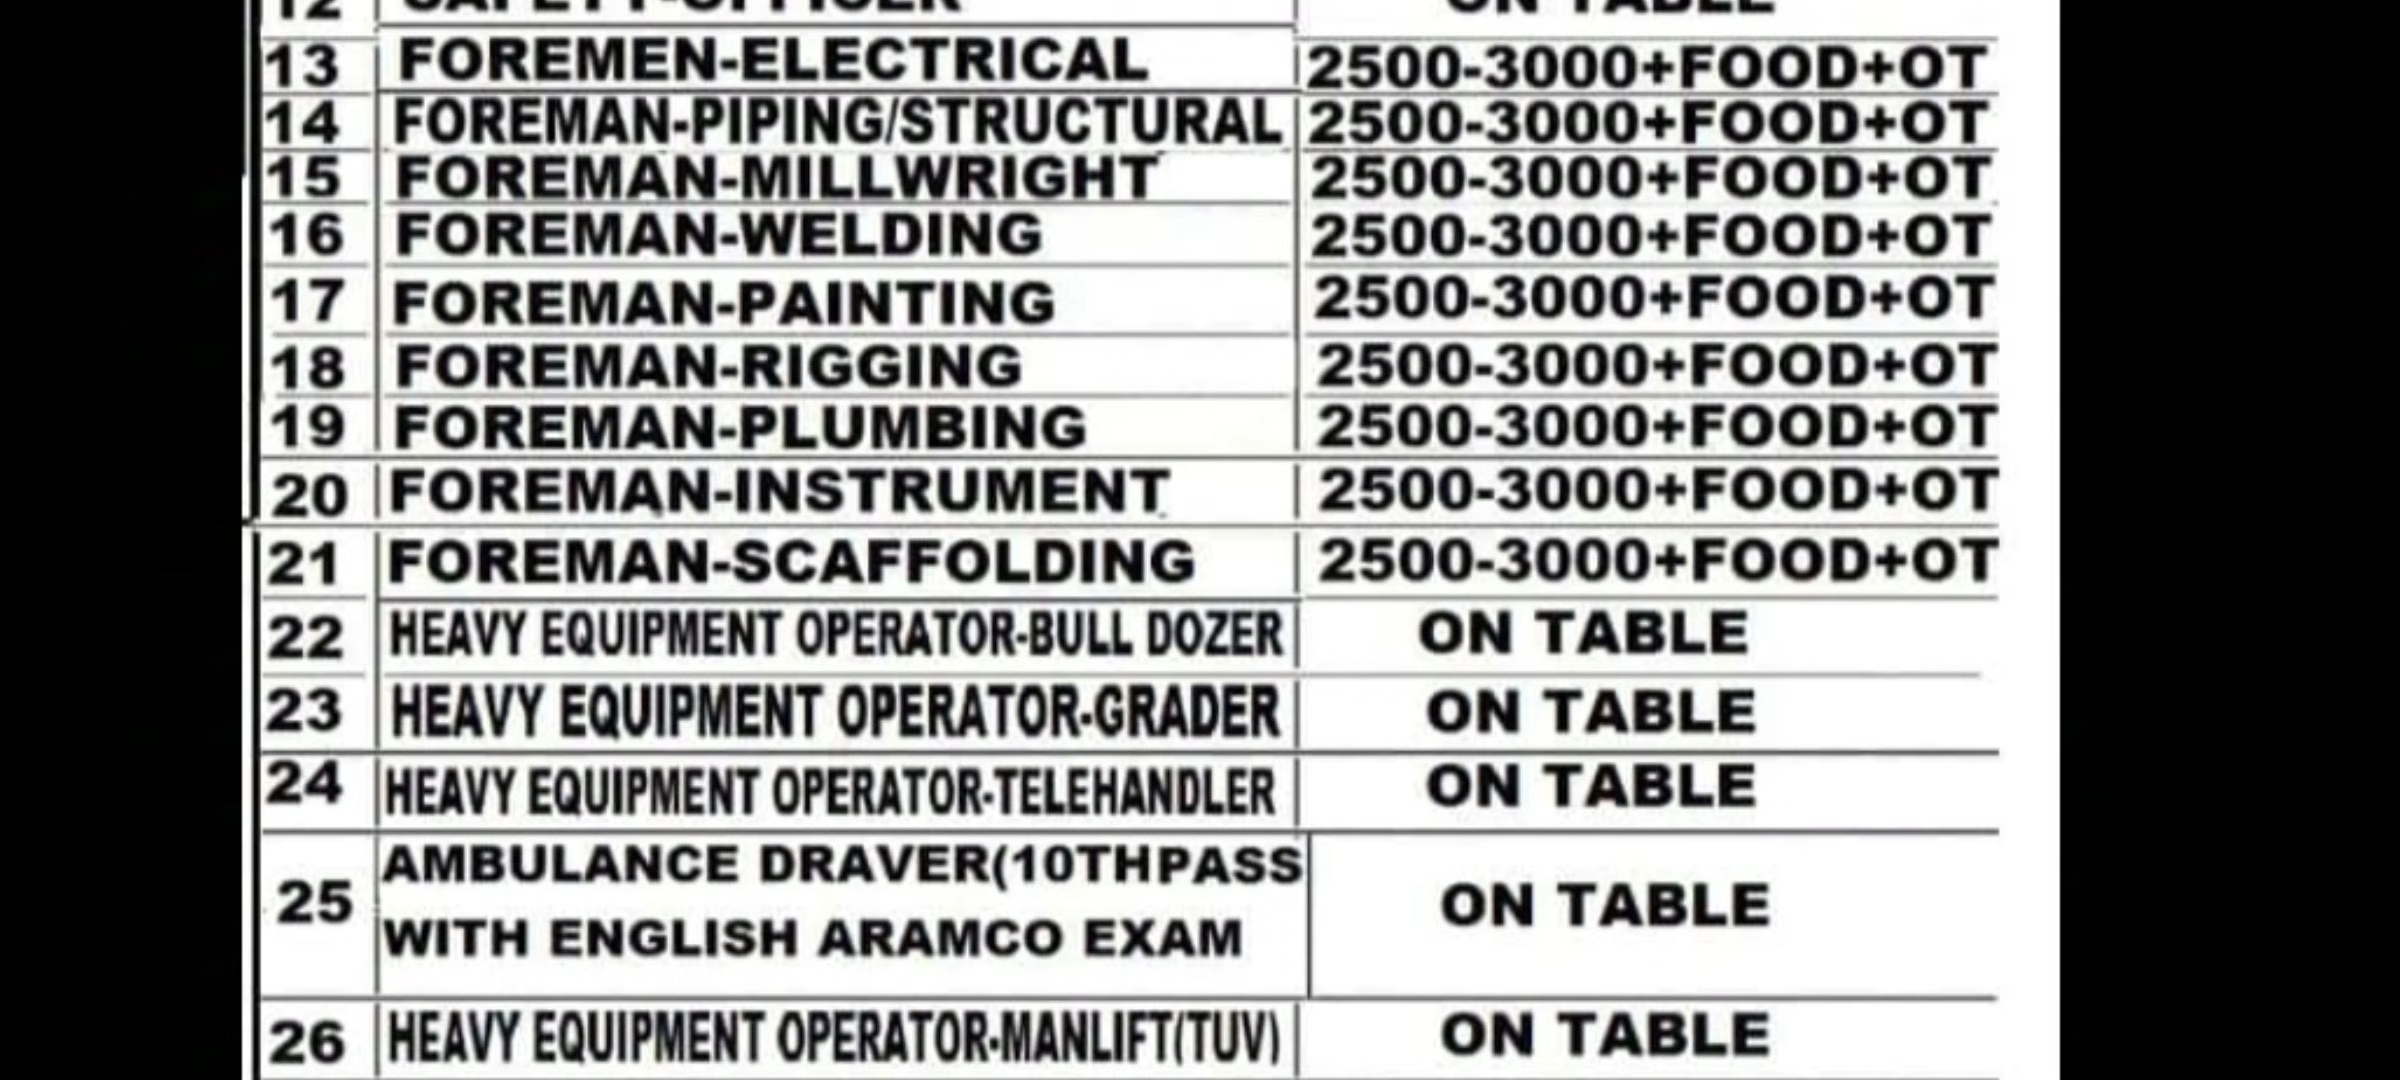 12 SAFETY-OFFICER ON TABLE
13 FOREMEN-ELECTRICAL 2500-3000+FOOD+OT
14 FOREMAN-PIPING/STRUCTURAL 2500-3000+FOOD+OT
15 FOREMAN-MILLWRIGHT 2500-3000+FOOD+OT
16 FOREMAN-WELDING 2500-3000+FOOD+OT
17 FOREMAN-PAINTING 2500-3000+FOOD+OT
18 FOREMAN-RIGGING 2500-3000+FOOD+OT
19 FOREMAN-PLUMBING 2500-3000+FOOD+OT
20 FOREMAN-INSTRUMENT 2500-3000+FOOD+OT
21 FOREMAN-SCAFFOLDING 2500-3000+FOOD+OT
22 HEAVY EQUIPMENT OPERATOR-BULL DOZER ON TABLE
23 HEAVY EQUIPMENT OPERATOR-GRADER ON TABLE
24 HEAVY EQUIPMENT OPERATOR-TELEHANDLER ON TABLE
25 AMBULANCE DRAVER(10THPASS ON TABLE
WITH ENGLISH ARAMCO EXAM
26 HEAVY EQUIPMENT OPERATOR-MANLIFT(TUV) ON TABLE